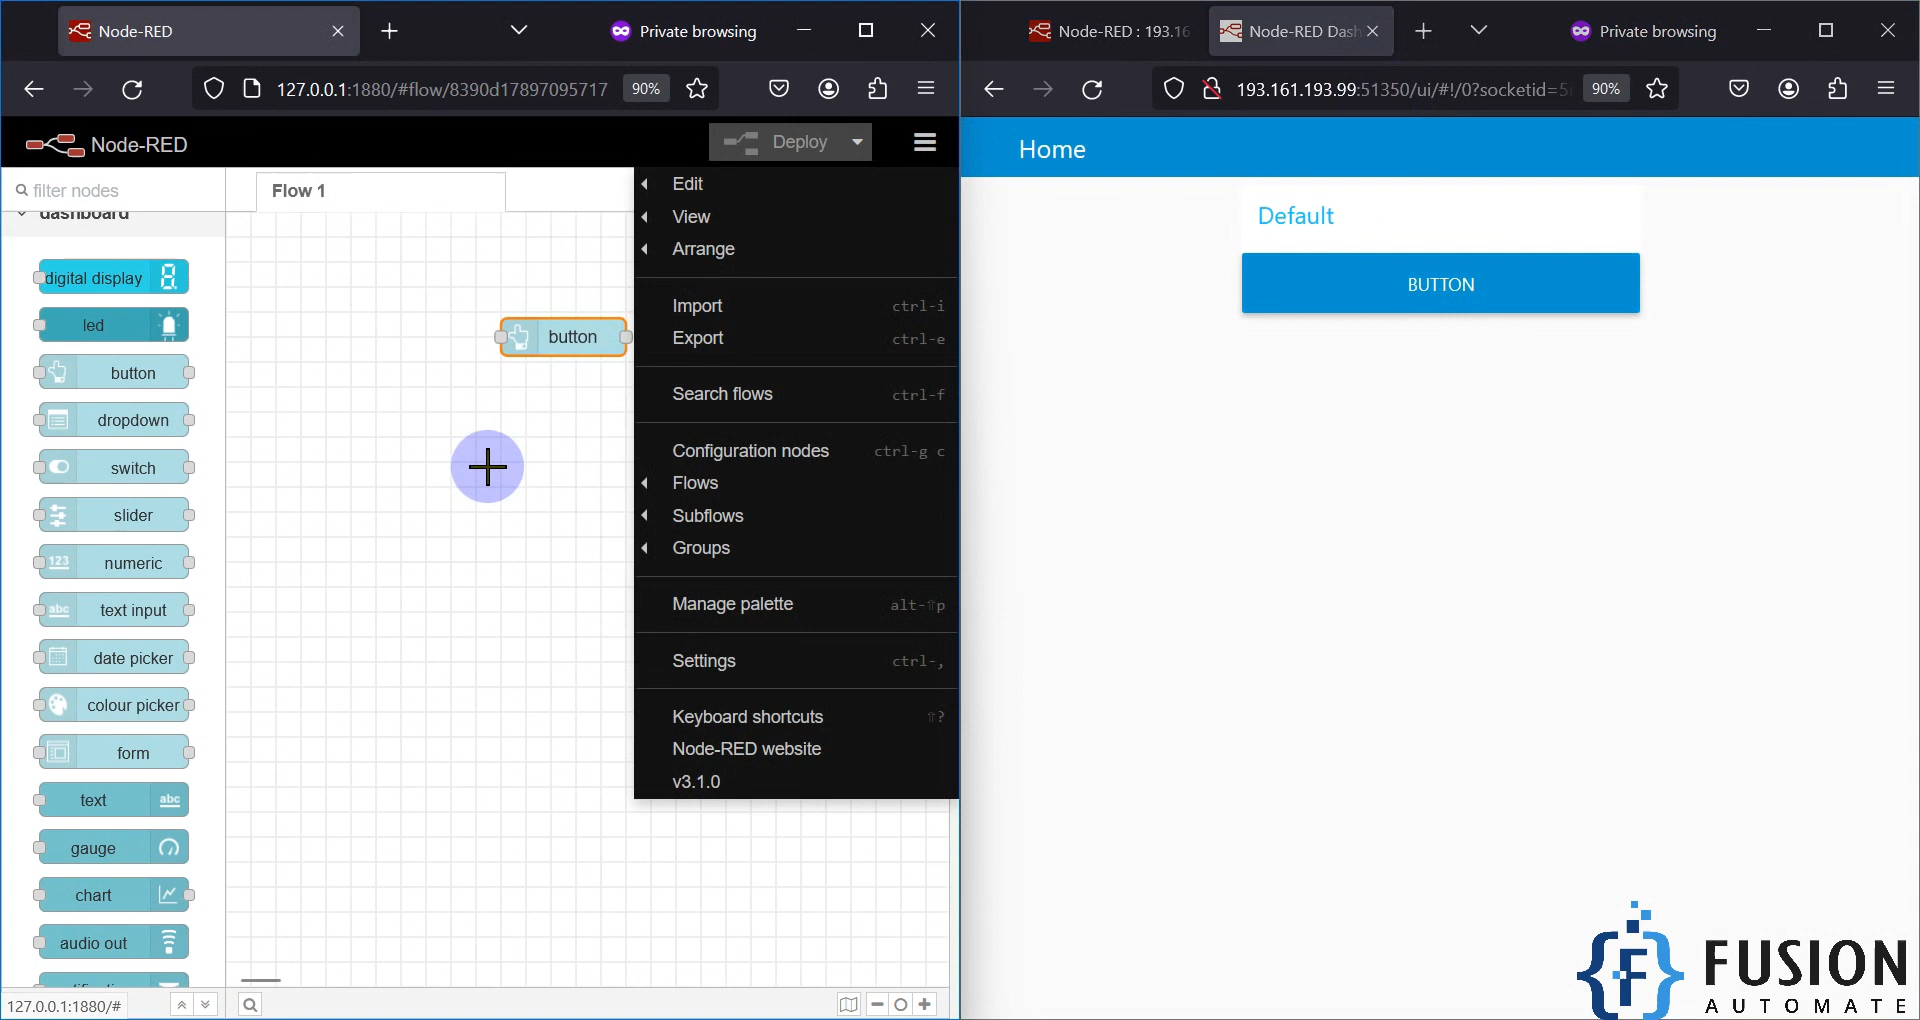 Node-RED
Private browsing
127.0.0.1:1880/#flow/8390d17897095717
90%
Node-RED
Deploy
filter nodes
Flow 1
dashboard
digital display
led
button
dropdown
switch
slider
123 numeric
abc text input
date picker
colour picker
form
text abc
gauge
chart
audio out
127.0.0.1:1880/#
button
Edit
View
Arrange
Import ctrl-i
Export ctrl-e
Search flows ctrl-f
Configuration nodes ctrl-g c
Flows
Subflows
Groups
Manage palette alt-⇧p
Settings ctrl-,
Keyboard shortcuts ⇧?
Node-RED website
v3.1.0
Node-RED : 193.16
Node-RED Dash
Private browsing
193.161.193.99:51350/ui/#!/0?socketid=5
90%
Home
Default
BUTTON
FUSION
AUTOMATE